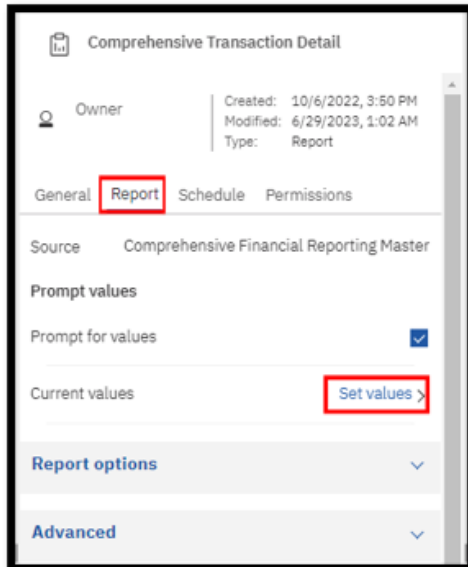 Comprehensive Transaction Detail
Owner
Created: 10/6/2022, 3:50 PM
Modified: 6/29/2023, 1:02 AM
Type: Report
General Report Schedule Permissions
Source Comprehensive Financial Reporting Master
Prompt values
Prompt for values
Current values Set values >
Report options
Advanced